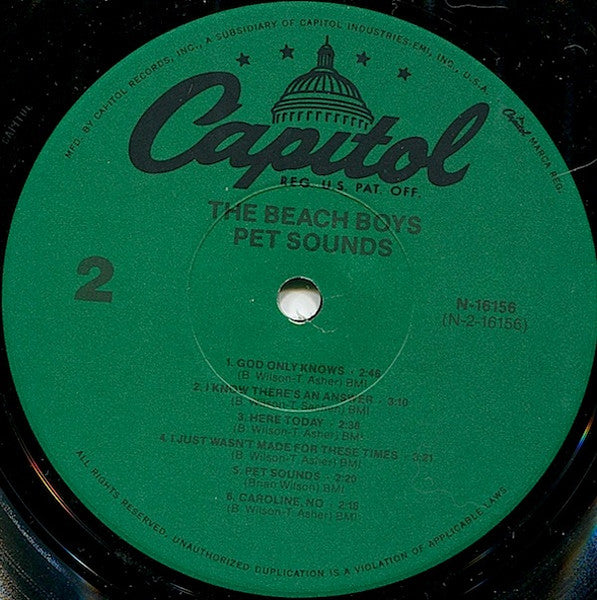 MFD. BY CAPITOL RECORDS, INC., A SUBSIDIARY OF CAPITOL INDUSTRIES-EMI, INC., U.S.A.
Capitol MARCA REG.
Capitol
REG. U.S. PAT. OFF.
THE BEACH BOYS
PET SOUNDS
2
N-16156
(N-2-16156)
1. GOD ONLY KNOWS - 2:46
(B. Wilson-T. Asher) BMI
2. I KNOW THERE'S AN ANSWER - 3:10
(B. Wilson-T. Sachen) BMI
3. HERE TODAY - 2:36
(B. Wilson-T. Asher) BMI
4. I JUST WASN'T MADE FOR THESE TIMES - 3:21
(B. Wilson-T. Asher) BMI
5. PET SOUNDS - 2:20
(Brian Wilson) BMI
6. CAROLINE, NO - 2:18
(B. Wilson-T. Asher) BMI
ALL RIGHTS RESERVED. UNAUTHORIZED DUPLICATION IS A VIOLATION OF APPLICABLE LAWS